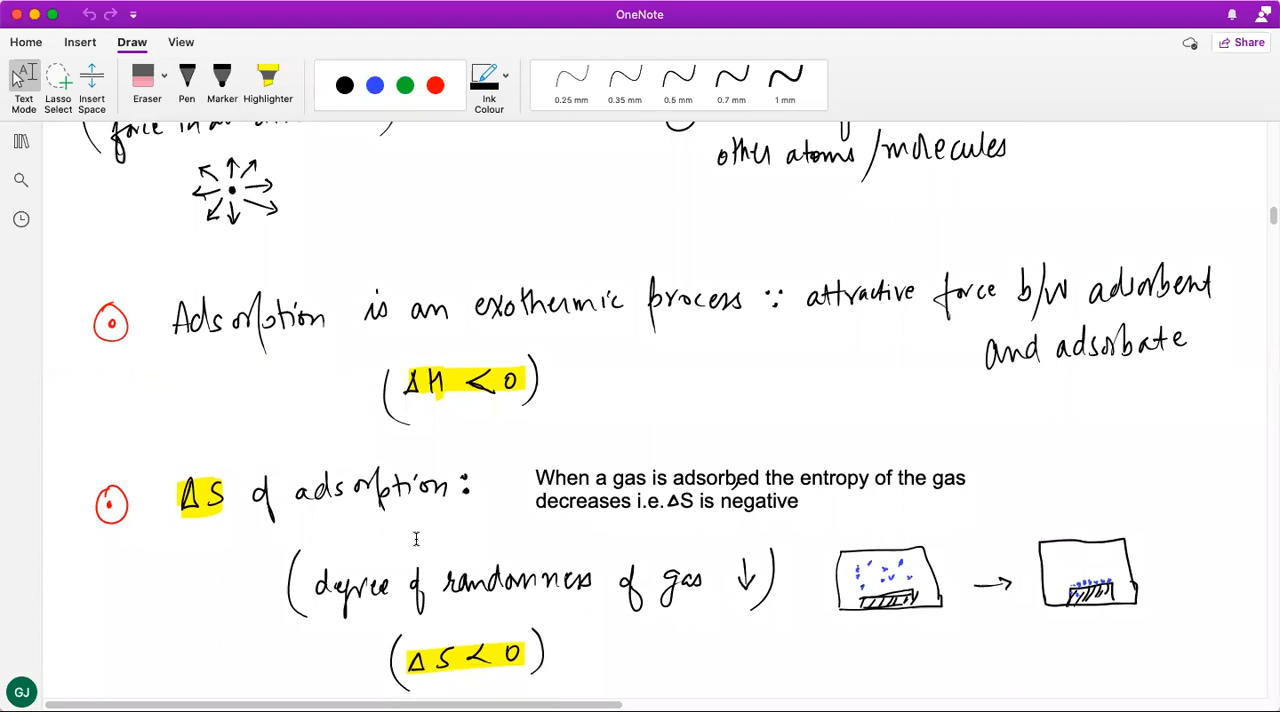 OneNote
Home Insert Draw View
Share
Text Mode
Lasso Select
Insert Space
Eraser
Pen
Marker
Highlighter
Ink Colour
0.25 mm 0.35 mm 0.5 mm 0.7 mm 1 mm
(force in
other atoms/molecules
Adsorption is an exothermic process ∵ attractive force b/w adsorbent
and adsorbate
(ΔH < 0)
ΔS of adsorption:
When a gas is adsorbed the entropy of the gas
decreases i.e. ΔS is negative
(degree of randomness of gas ↓) →
(ΔS < 0)
GJ